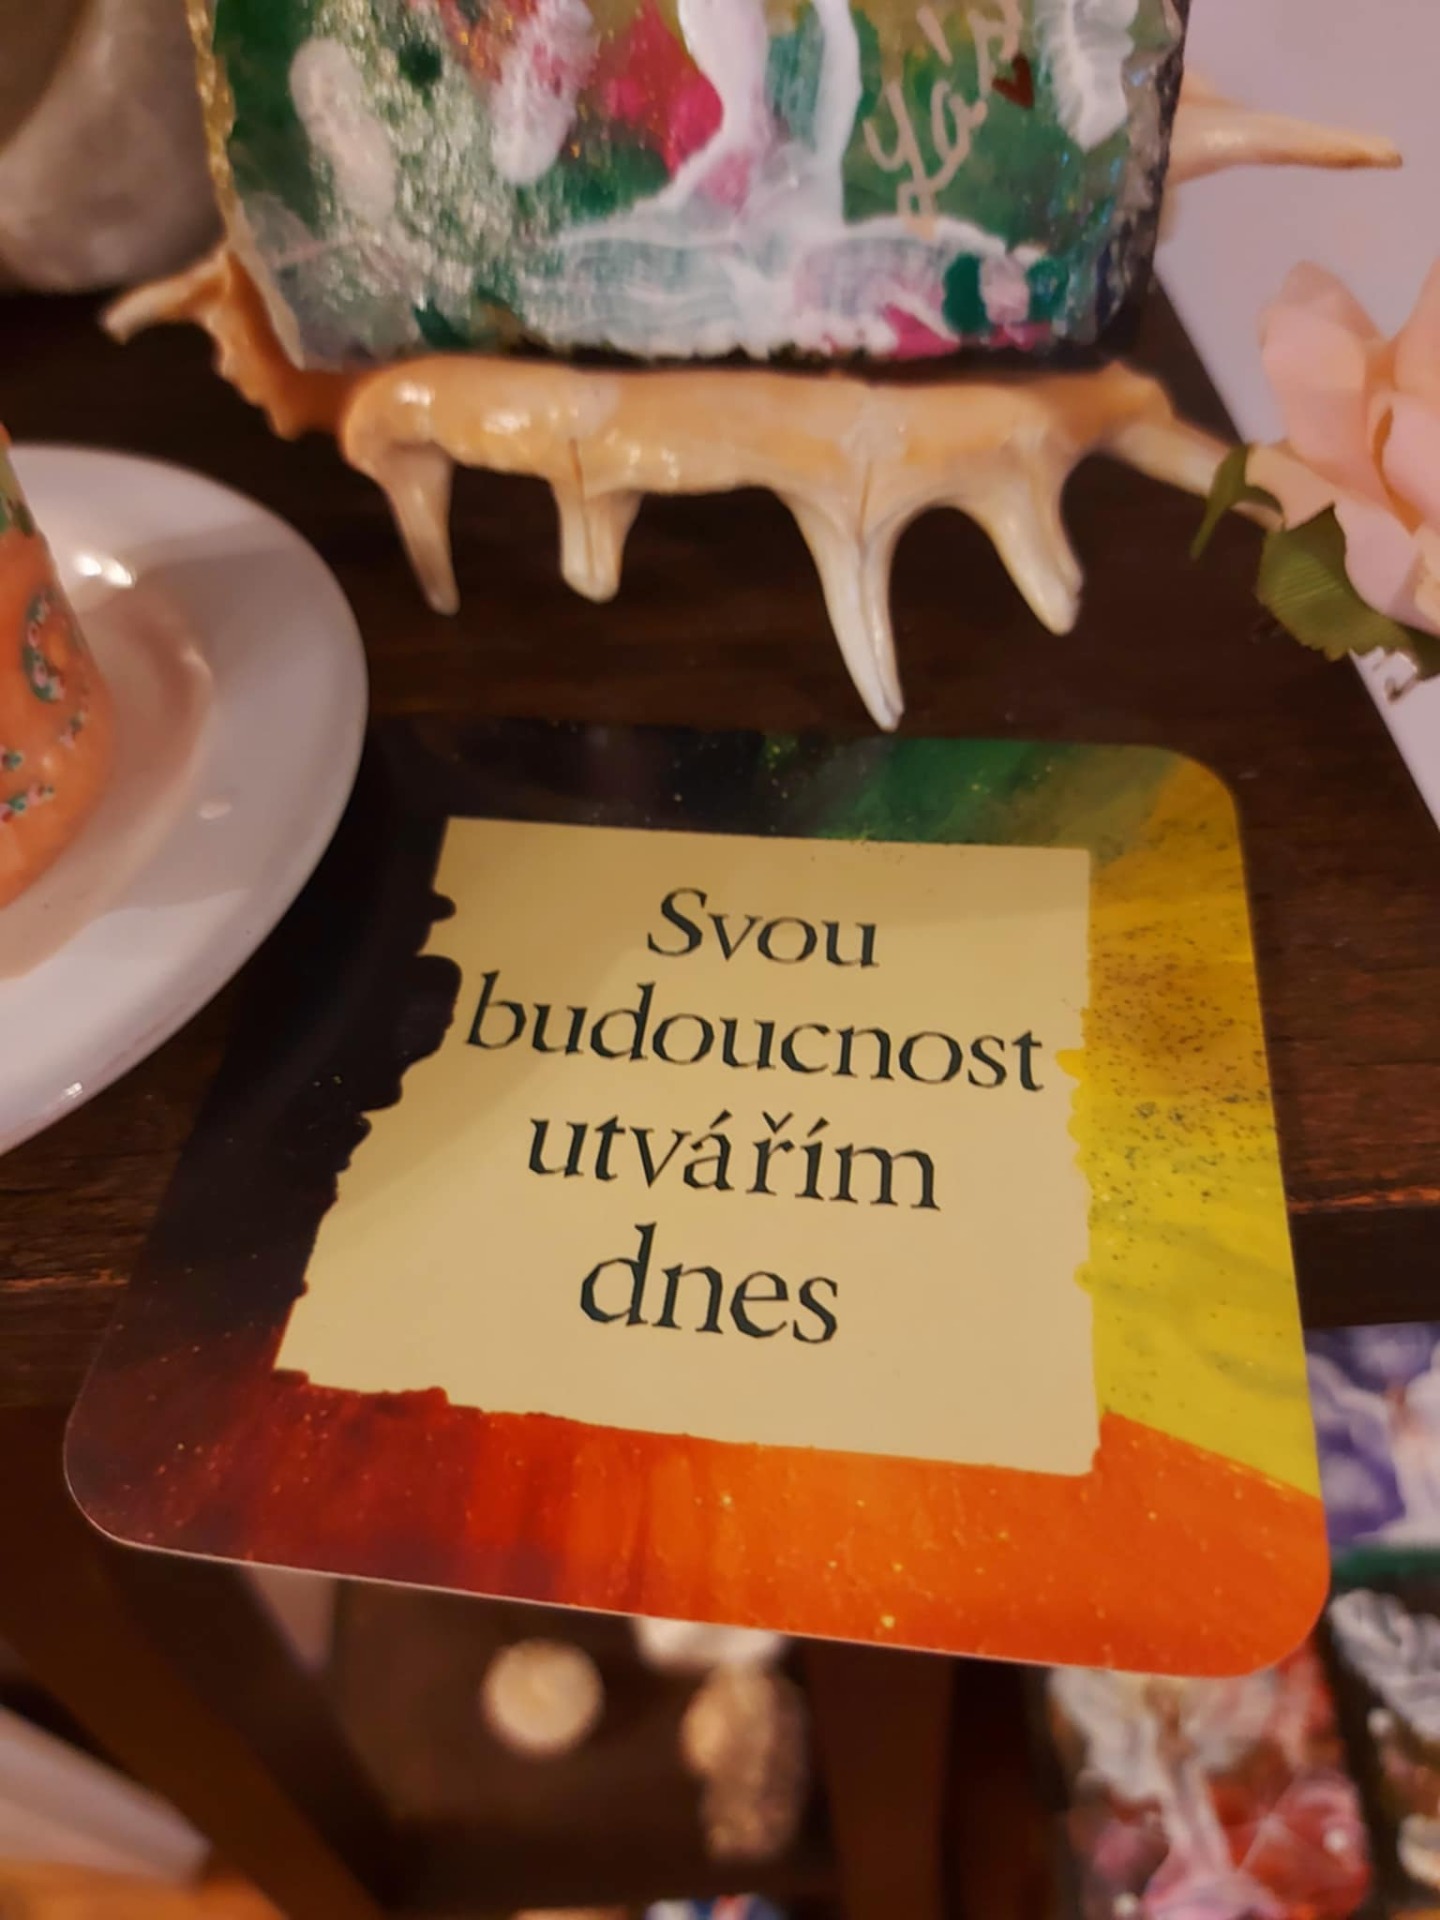 Svou
budoucnost
utvářím
dnes